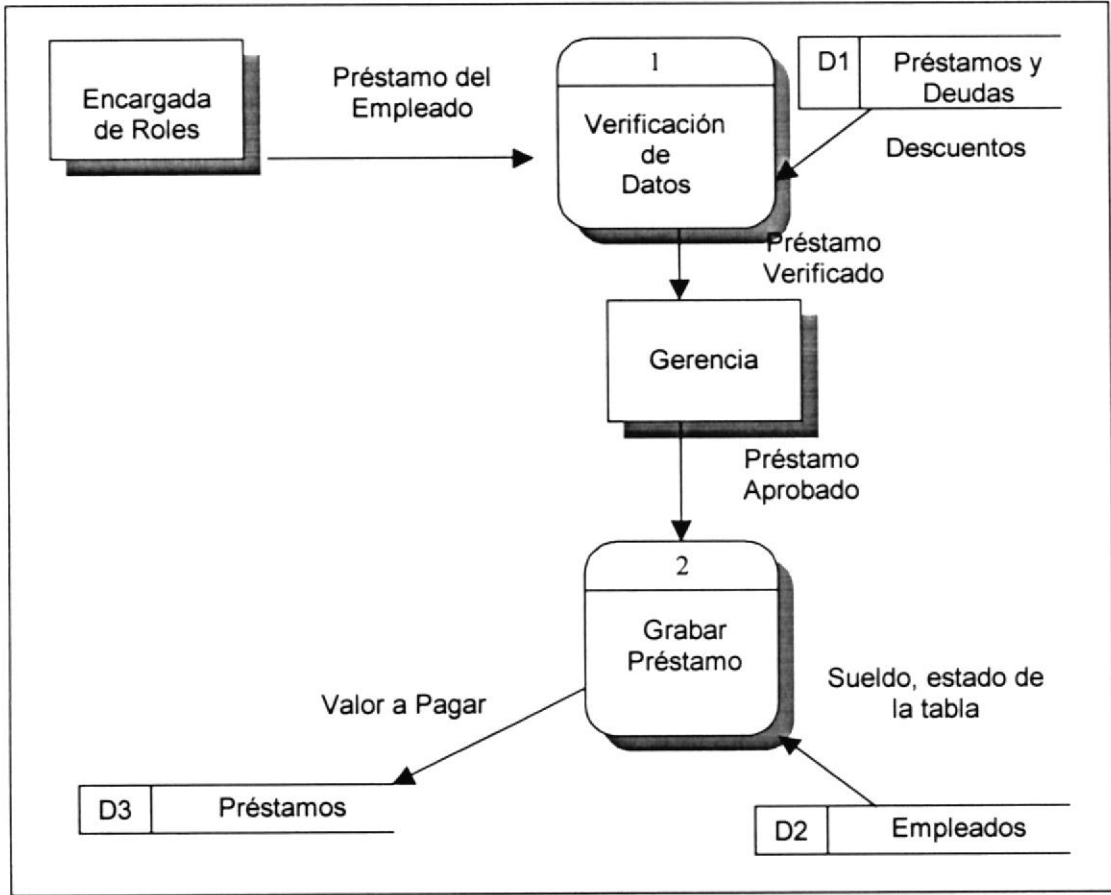 Encargada
de Roles
Préstamo del
Empleado
1
Verificación
de
Datos
D1
Préstamos y
Deudas
Descuentos
Préstamo
Verificado
Gerencia
Préstamo
Aprobado
2
Grabar
Préstamo
Valor a Pagar
Sueldo, estado de
la tabla
D3
Préstamos
D2
Empleados